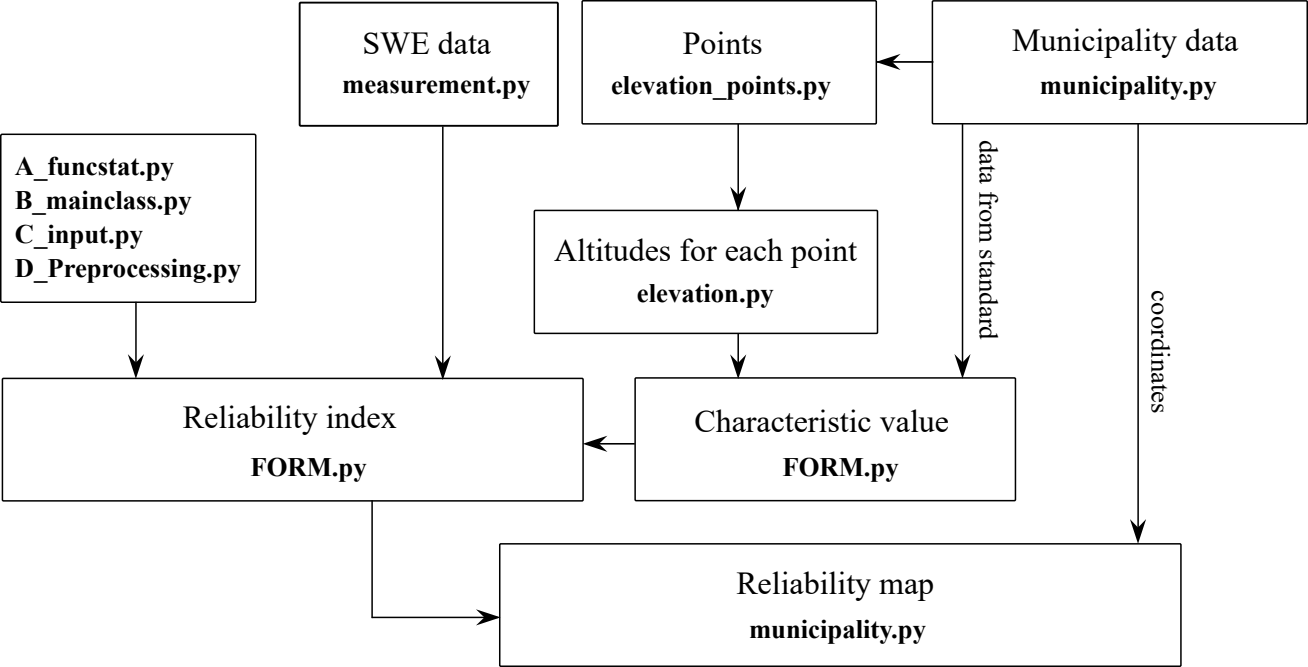 SWE data
measurement.py
Points
elevation_points.py
Municipality data
municipality.py
A_funcstat.py
B_mainclass.py
C_input.py
D_Preprocessing.py
data from standard
Altitudes for each point
elevation.py
coordinates
Reliability index
FORM.py
Characteristic value
FORM.py
Reliability map
municipality.py